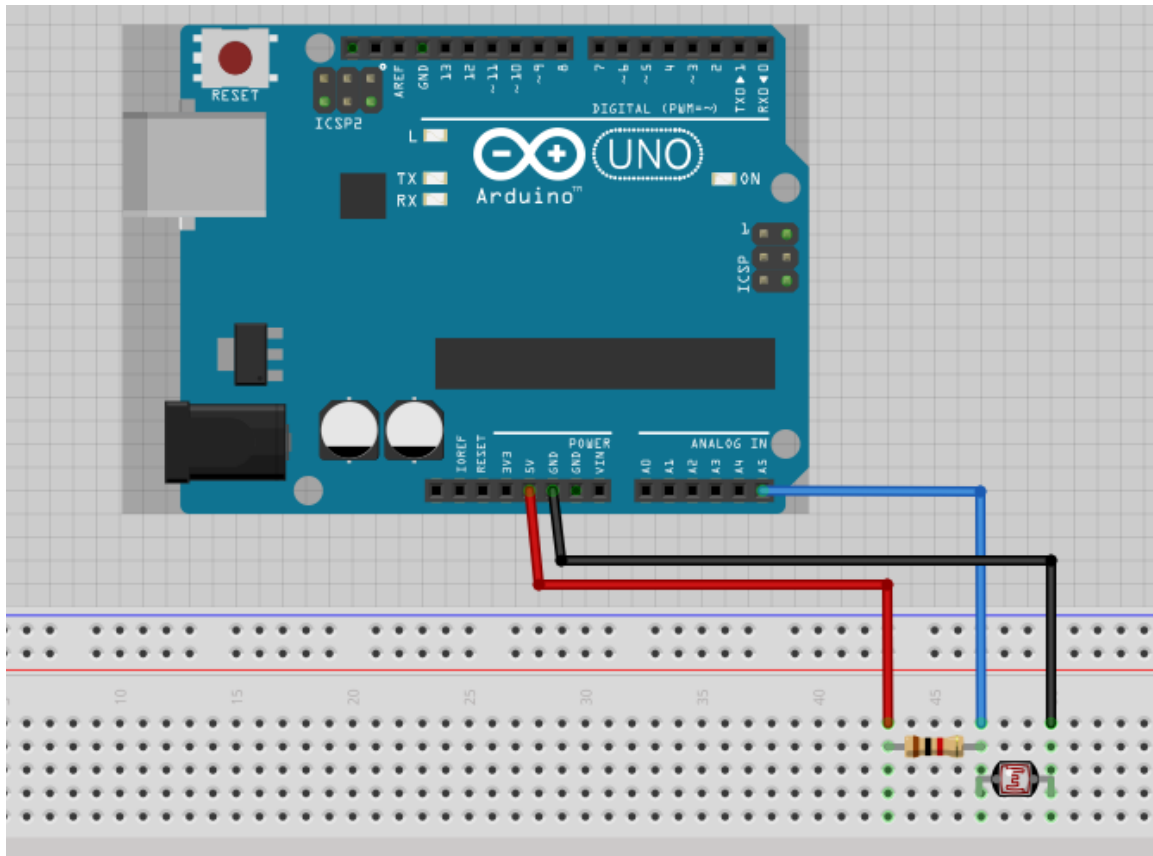 RESET
ICSP2
AREF
GND
13
12
~11
~10
~9
8
7
~6
~5
4
~3
2
TXD ▶ 1
RXD ◀ 0
DIGITAL (PWM=~)
L
TX
RX
UNO
Arduino™
ON
1
ICSP
IOREF
RESET
3V3
5V
GND
GND
VIN
POWER
ANALOG IN
A0
A1
A2
A3
A4
A5
10
15
20
25
30
35
40
45